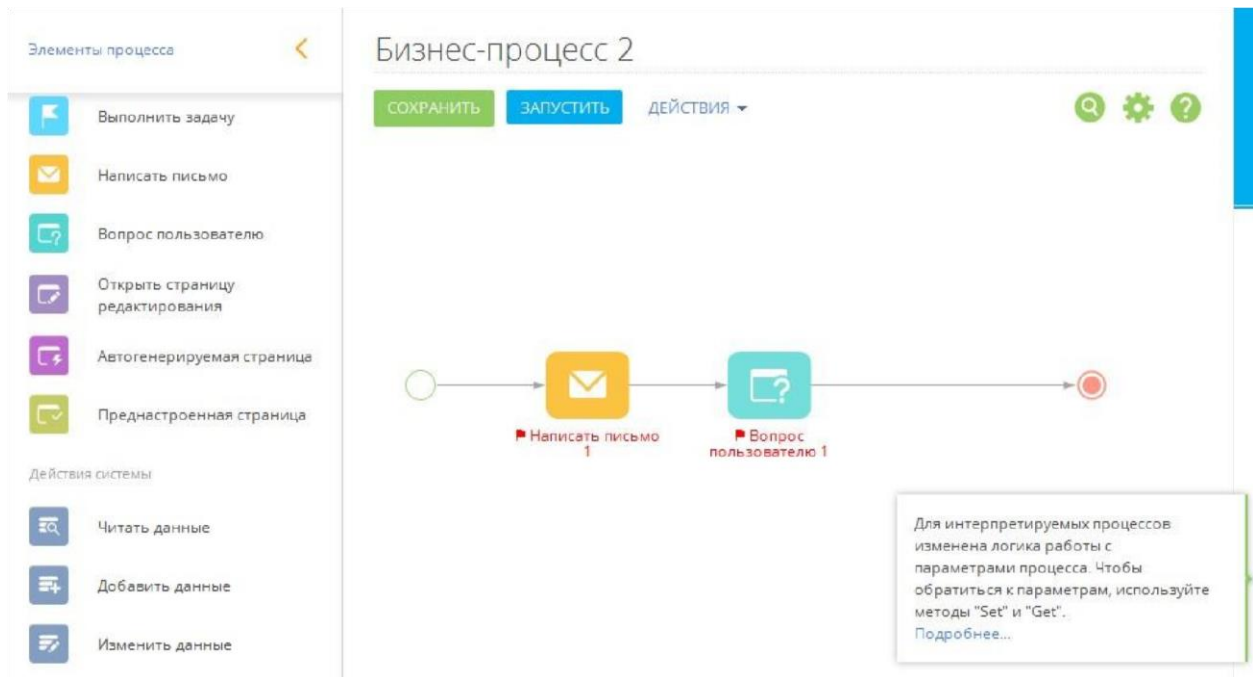 Элементы процесса
Выполнить задачу
Написать письмо
Вопрос пользователю
Открыть страницу
редактирования
Автогенерируемая страница
Преднастроенная страница
Действия системы
Читать данные
Добавить данные
Изменить данные
Бизнес-процесс 2
СОХРАНИТЬ
ЗАПУСТИТЬ
ДЕЙСТВИЯ
Написать письмо
1
Вопрос
пользователю 1
Для интерпретируемых процессов
изменена логика работы с
параметрами процесса. Чтобы
обратиться к параметрам, используйте
методы "Set" и "Get".
Подробнее...